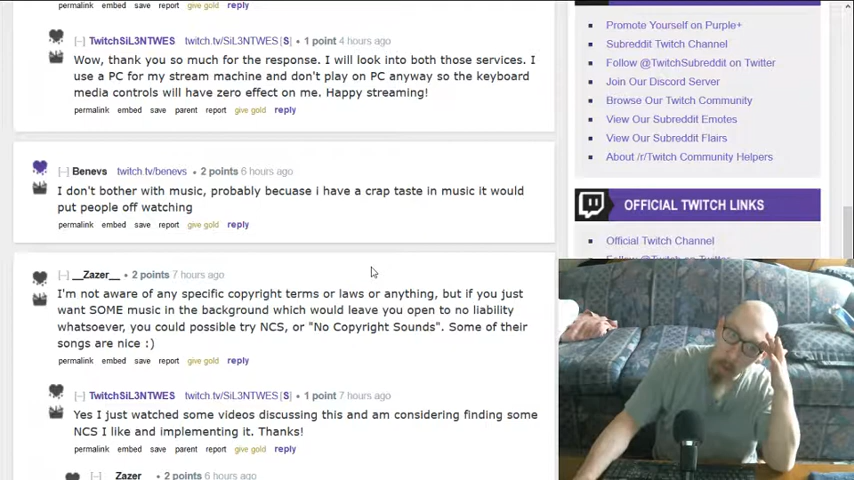 permalink embed save report give gold reply
[–] TwitchSiL3NTWES twitch.tv/SiL3NTWES [S] • 1 point 4 hours ago
Wow, thank you so much for the response. I will look into both those services. I
use a PC for my stream machine and don't play on PC anyway so the keyboard
media controls will have zero effect on me. Happy streaming!
permalink embed save parent report give gold reply
[–] Benevs twitch.tv/benevs • 2 points 6 hours ago
I don't bother with music, probably becuase i have a crap taste in music it would
put people off watching
permalink embed save report give gold reply
[–] __Zazer__ • 2 points 7 hours ago
I'm not aware of any specific copyright terms or laws or anything, but if you just
want SOME music in the background which would leave you open to no liability
whatsoever, you could possible try NCS, or "No Copyright Sounds". Some of their
songs are nice :)
permalink embed save report give gold reply
[–] TwitchSiL3NTWES twitch.tv/SiL3NTWES [S] • 1 point 7 hours ago
Yes I just watched some videos discussing this and am considering finding some
NCS I like and implementing it. Thanks!
permalink embed save parent report give gold reply
[–] Zazer • 2 points 6 hours ago
Promote Yourself on Purple+
Subreddit Twitch Channel
Follow @TwitchSubreddit on Twitter
Join Our Discord Server
Browse Our Twitch Community
View Our Subreddit Emotes
View Our Subreddit Flairs
About /r/Twitch Community Helpers
OFFICIAL TWITCH LINKS
Official Twitch Channel
Follow @Twitch on Twitter